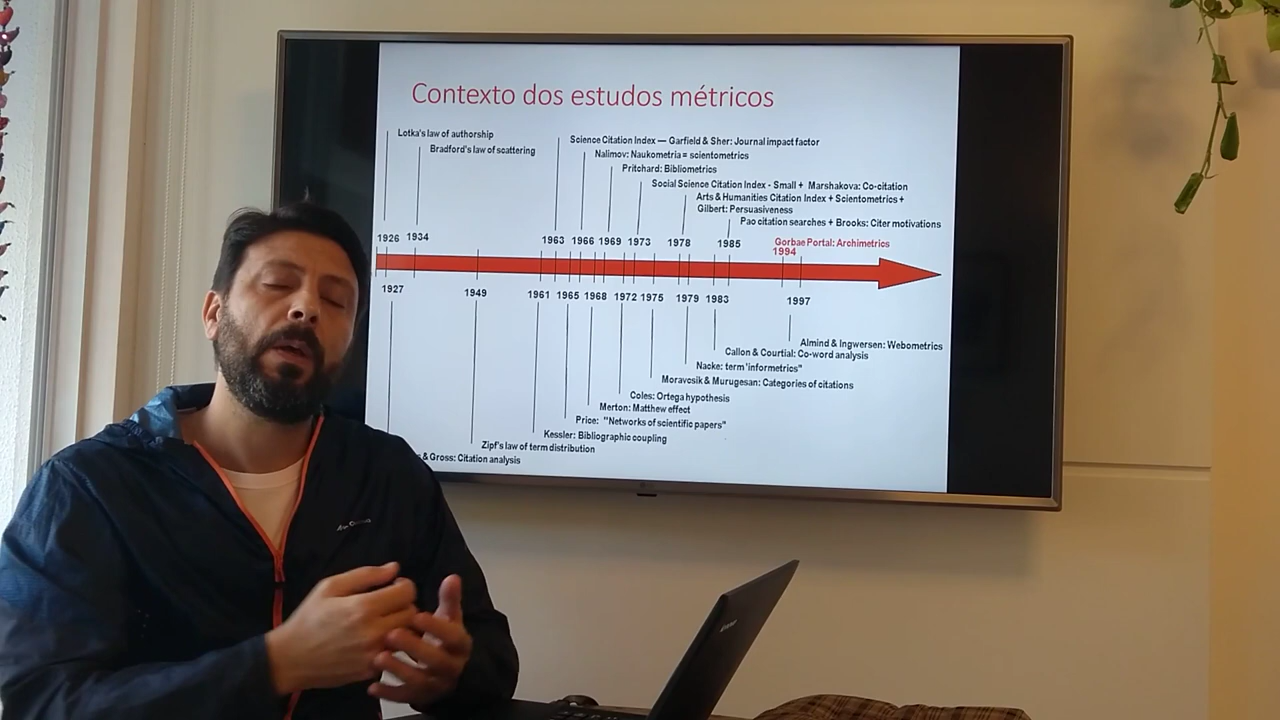 Contexto dos estudos métricos
Lotka's law of authorship
Bradford's law of scattering
Science Citation Index — Garfield & Sher: Journal impact factor
Nalimov: Naukometria = scientometrics
Pritchard: Bibliometrics
Social Science Citation Index - Small + Marshakova: Co-citation
Arts & Humanities Citation Index + Scientometrics +
Gilbert: Persuasiveness
Pao citation searches + Brooks: Citer motivations
1926 1934 1963 1966 1969 1973 1978 1985
Gorbae Portal: Archimetrics
1994
1927 1949 1961 1965 1968 1972 1975 1979 1983 1997
Almind & Ingwersen: Webometrics
Callon & Courtial: Co-word analysis
Nacke: term 'informetrics"
Moravcsik & Murugesan: Categories of citations
Coles: Ortega hypothesis
Merton: Matthew effect
Price: "Networks of scientific papers"
Kessler: Bibliographic coupling
Zipf's law of term distribution
& Gross: Citation analysis